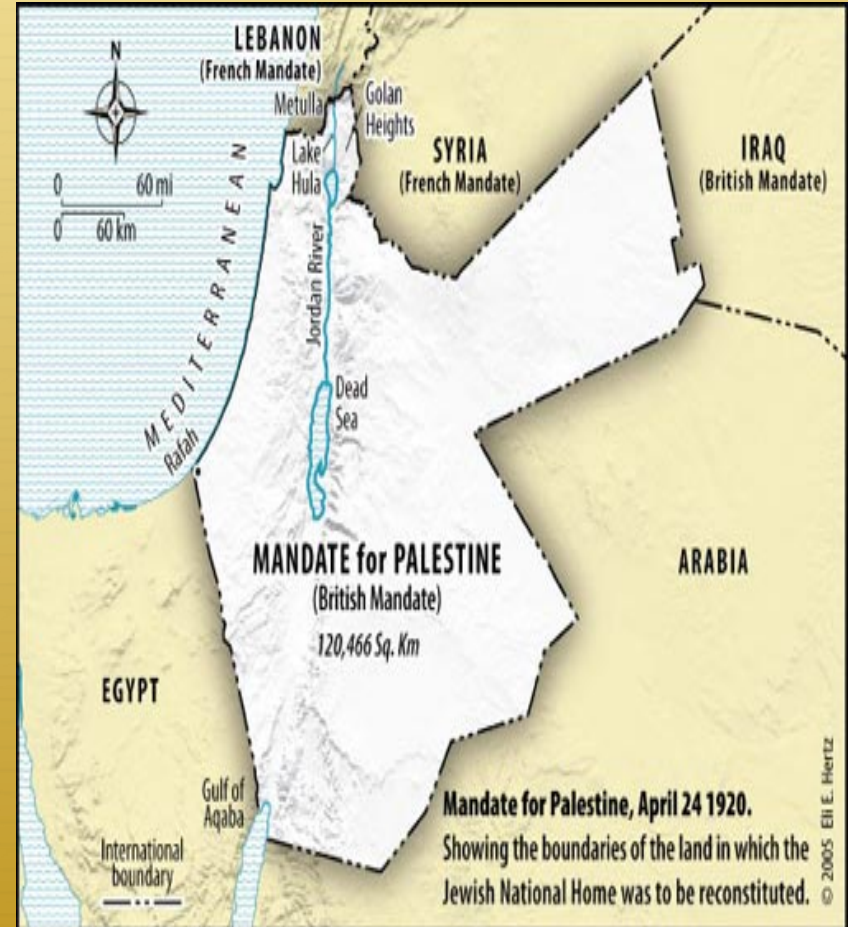 LEBANON
(French Mandate)
N
Metulla
Golan
Heights
Lake
Hula
SYRIA
(French Mandate)
IRAQ
(British Mandate)
0 60 mi
0 60 km
MEDITERRANEAN
Jordan River
Dead
Sea
Rafah
MANDATE for PALESTINE
(British Mandate)
120,466 Sq. Km
ARABIA
EGYPT
Gulf of
Aqaba
International
boundary
Mandate for Palestine, April 24 1920.
Showing the boundaries of the land in which the
Jewish National Home was to be reconstituted.
© 2005 Eli E. Hertz